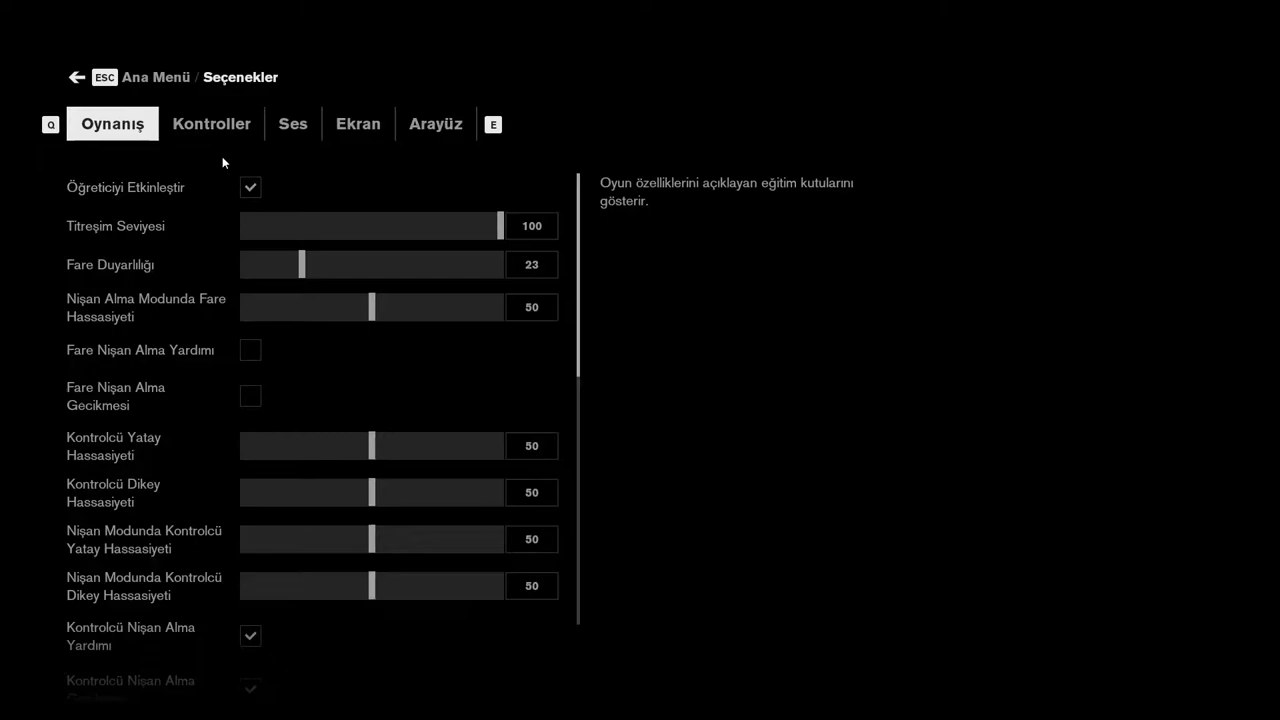 ESC Ana Menü / Seçenekler
Q Oynanış Kontroller Ses Ekran Arayüz E
Öğreticiyi Etkinleştir
Oyun özelliklerini açıklayan eğitim kutularını
gösterir.
Titreşim Seviyesi 100
Fare Duyarlılığı 23
Nişan Alma Modunda Fare
Hassasiyeti
50
Fare Nişan Alma Yardımı
Fare Nişan Alma
Gecikmesi
Kontrolcü Yatay
Hassasiyeti
50
Kontrolcü Dikey
Hassasiyeti
50
Nişan Modunda Kontrolcü
Yatay Hassasiyeti
50
Nişan Modunda Kontrolcü
Dikey Hassasiyeti
50
Kontrolcü Nişan Alma
Yardımı
Kontrolcü Nişan Alma